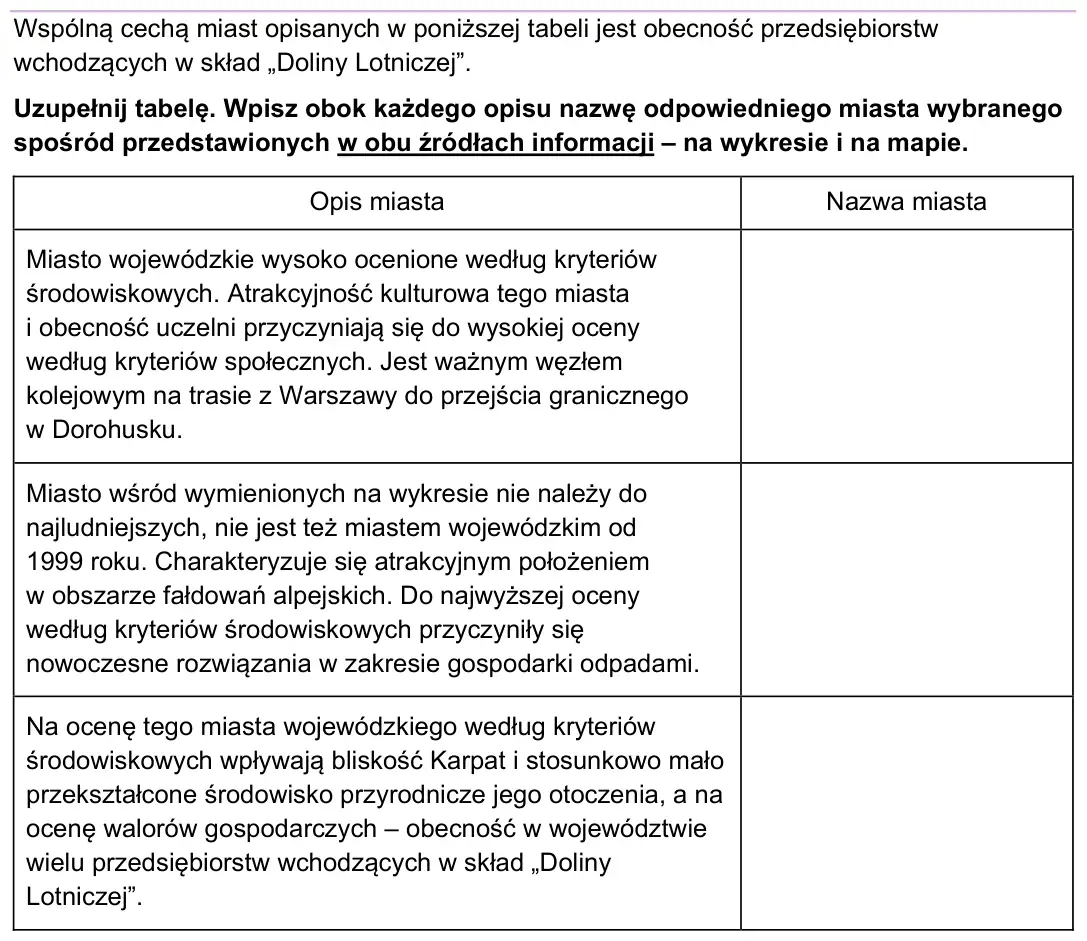 Wspólną cechą miast opisanych w poniższej tabeli jest obecność przedsiębiorstw
wchodzących w skład „Doliny Lotniczej”.
Uzupełnij tabelę. Wpisz obok każdego opisu nazwę odpowiedniego miasta wybranego
spośród przedstawionych w obu źródłach informacji – na wykresie i na mapie.
Opis miasta
Nazwa miasta
Miasto wojewódzkie wysoko ocenione według kryteriów
środowiskowych. Atrakcyjność kulturowa tego miasta
i obecność uczelni przyczyniają się do wysokiej oceny
według kryteriów społecznych. Jest ważnym węzłem
kolejowym na trasie z Warszawy do przejścia granicznego
w Dorohusku.
Miasto wśród wymienionych na wykresie nie należy do
najludniejszych, nie jest też miastem wojewódzkim od
1999 roku. Charakteryzuje się atrakcyjnym położeniem
w obszarze fałdowań alpejskich. Do najwyższej oceny
według kryteriów środowiskowych przyczyniły się
nowoczesne rozwiązania w zakresie gospodarki odpadami.
Na ocenę tego miasta wojewódzkiego według kryteriów
środowiskowych wpływają bliskość Karpat i stosunkowo mało
przekształcone środowisko przyrodnicze jego otoczenia, a na
ocenę walorów gospodarczych – obecność w województwie
wielu przedsiębiorstw wchodzących w skład „Doliny
Lotniczej”.